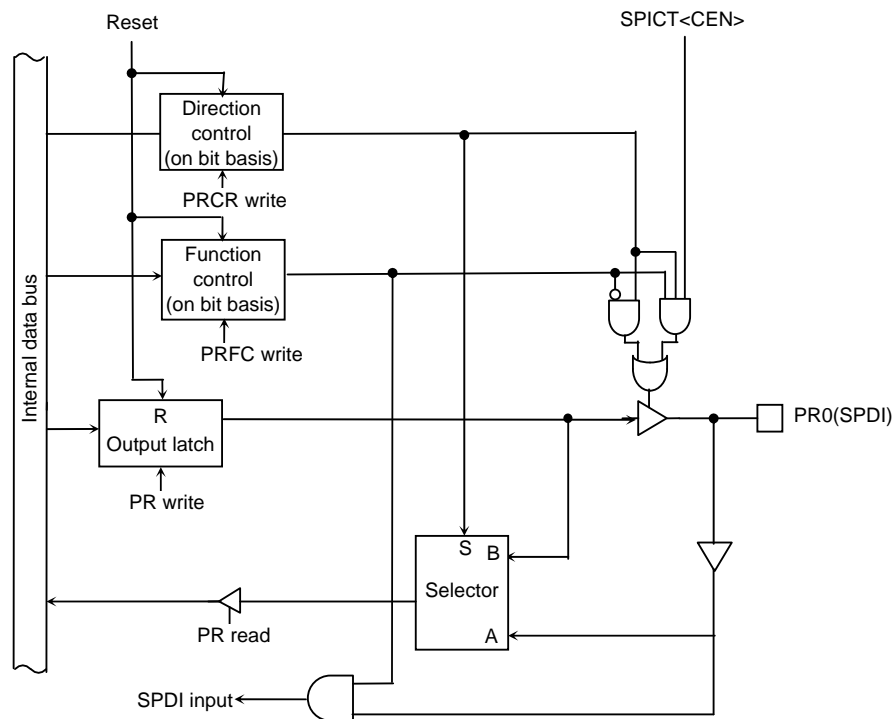 Reset
SPICT<CEN>
Direction
control
(on bit basis)
PRCR write
Function
control
(on bit basis)
PRFC write
Internal data bus
R
Output latch
PR write
PR0(SPDI)
S
B
Selector
A
PR read
SPDI input